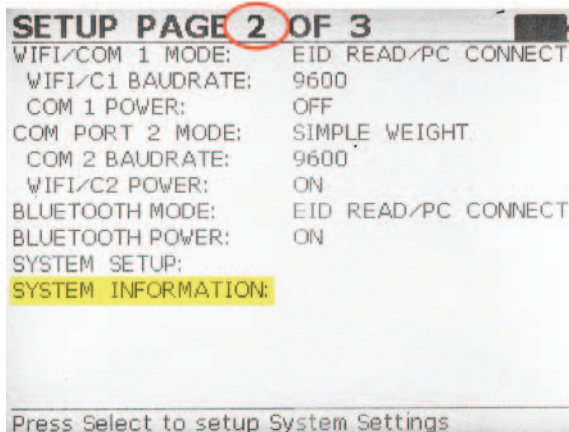 SETUP PAGE 2 OF 3
WIFI/COM 1 MODE: EID READ/PC CONNECT
WIFI/C1 BAUDRATE: 9600
COM 1 POWER: OFF
COM PORT 2 MODE: SIMPLE WEIGHT
COM 2 BAUDRATE: 9600
WIFI/C2 POWER: ON
BLUETOOTH MODE: EID READ/PC CONNECT
BLUETOOTH POWER: ON
SYSTEM SETUP:
SYSTEM INFORMATION:
Press Select to setup System Settings